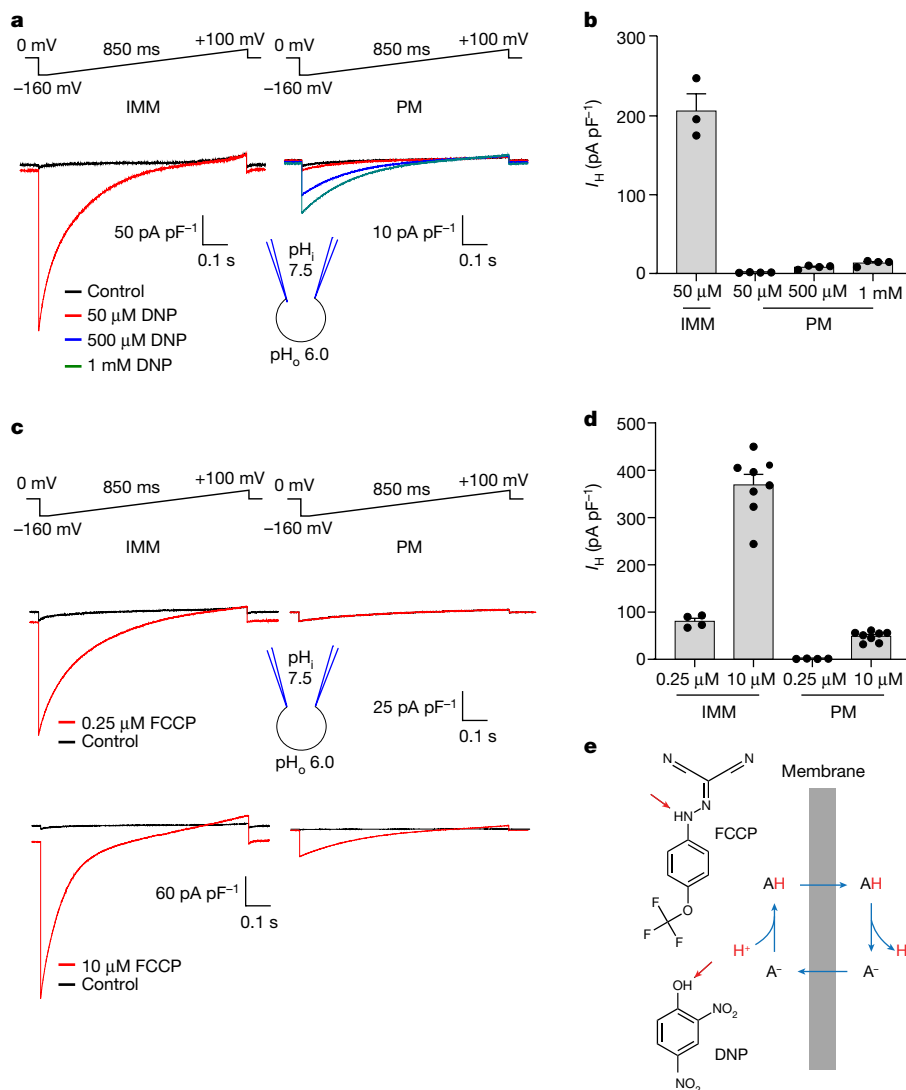 a
0 mV
850 ms
+100 mV
−160 mV
IMM
0 mV
850 ms
+100 mV
−160 mV
PM
50 pA pF⁻¹
0.1 s
10 pA pF⁻¹
0.1 s
pHi
7.5
pHo 6.0
Control
50 μM DNP
500 μM DNP
1 mM DNP
b
IH (pA pF⁻¹)
300
200
100
0
50 μM
50 μM
500 μM
1 mM
IMM
PM
c
0 mV
850 ms
+100 mV
−160 mV
IMM
0 mV
850 ms
+100 mV
−160 mV
PM
0.25 μM FCCP
Control
pHi
7.5
pHo 6.0
25 pA pF⁻¹
0.1 s
60 pA pF⁻¹
0.1 s
10 μM FCCP
Control
d
IH (pA pF⁻¹)
500
400
300
200
100
0
0.25 μM
10 μM
0.25 μM
10 μM
IMM
PM
e
N
N
HN
N
FCCP
O
F
F
F
OH
NO₂
NO₂
DNP
Membrane
AH
AH
H⁺
H
A⁻
A⁻